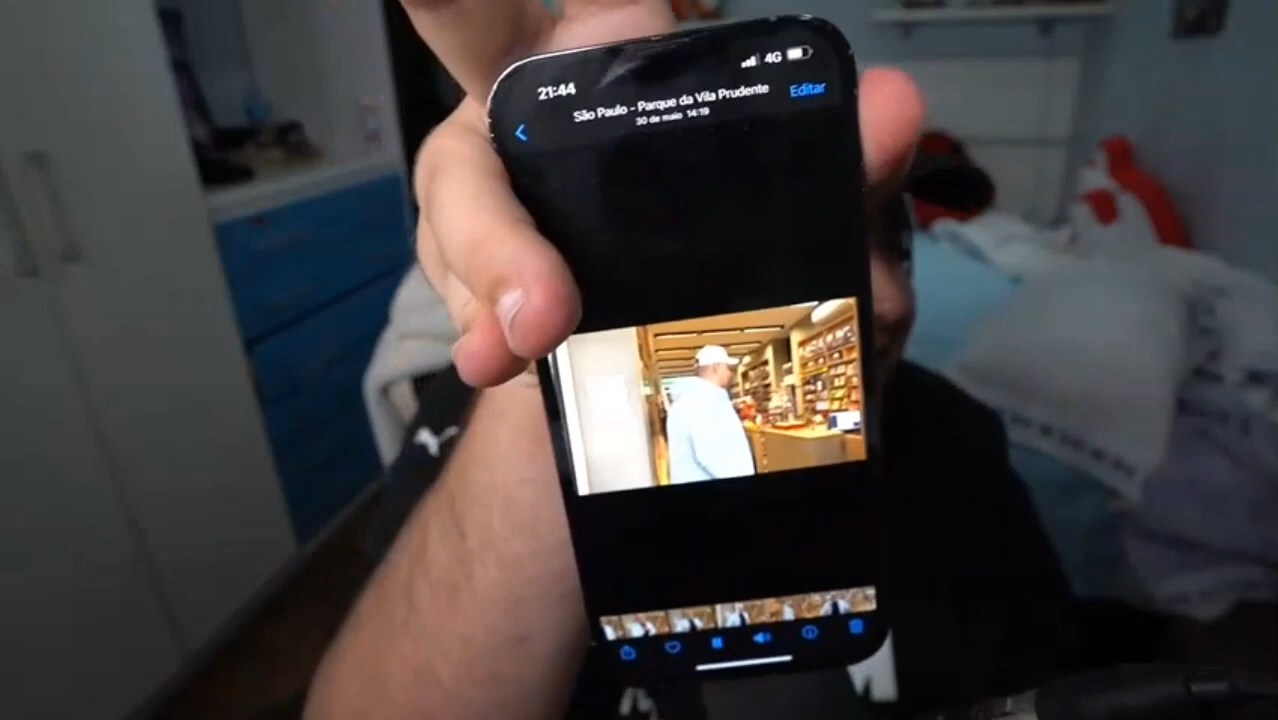 21:44
4G
São Paulo - Parque da Vila Prudente
Editar
30 de maio 14:19